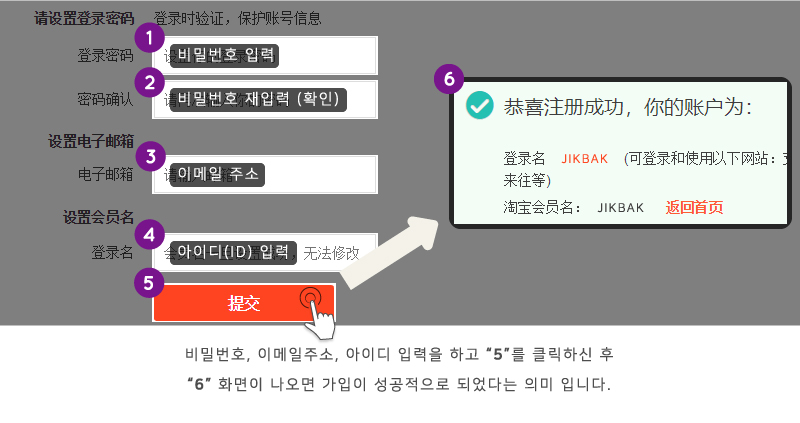 请设置登录密码 登录时验证，保护账号信息
1
登录密码 비밀번호 입력
2
密码确认 비밀번호 재입력 (확인)
设置电子邮箱
3
电子邮箱 이메일 주소
设置会员名
4
登录名 아이디(ID) 입력 , 无法修改
5
提交
6
恭喜注册成功，你的账户为：
登录名 JIKBAK (可登录和使用以下网站：支
来往等)
淘宝会员名： JIKBAK 返回首页
비밀번호, 이메일주소, 아이디 입력을 하고 “5”를 클릭하신 후
“6” 화면이 나오면 가입이 성공적으로 되었다는 의미 입니다.